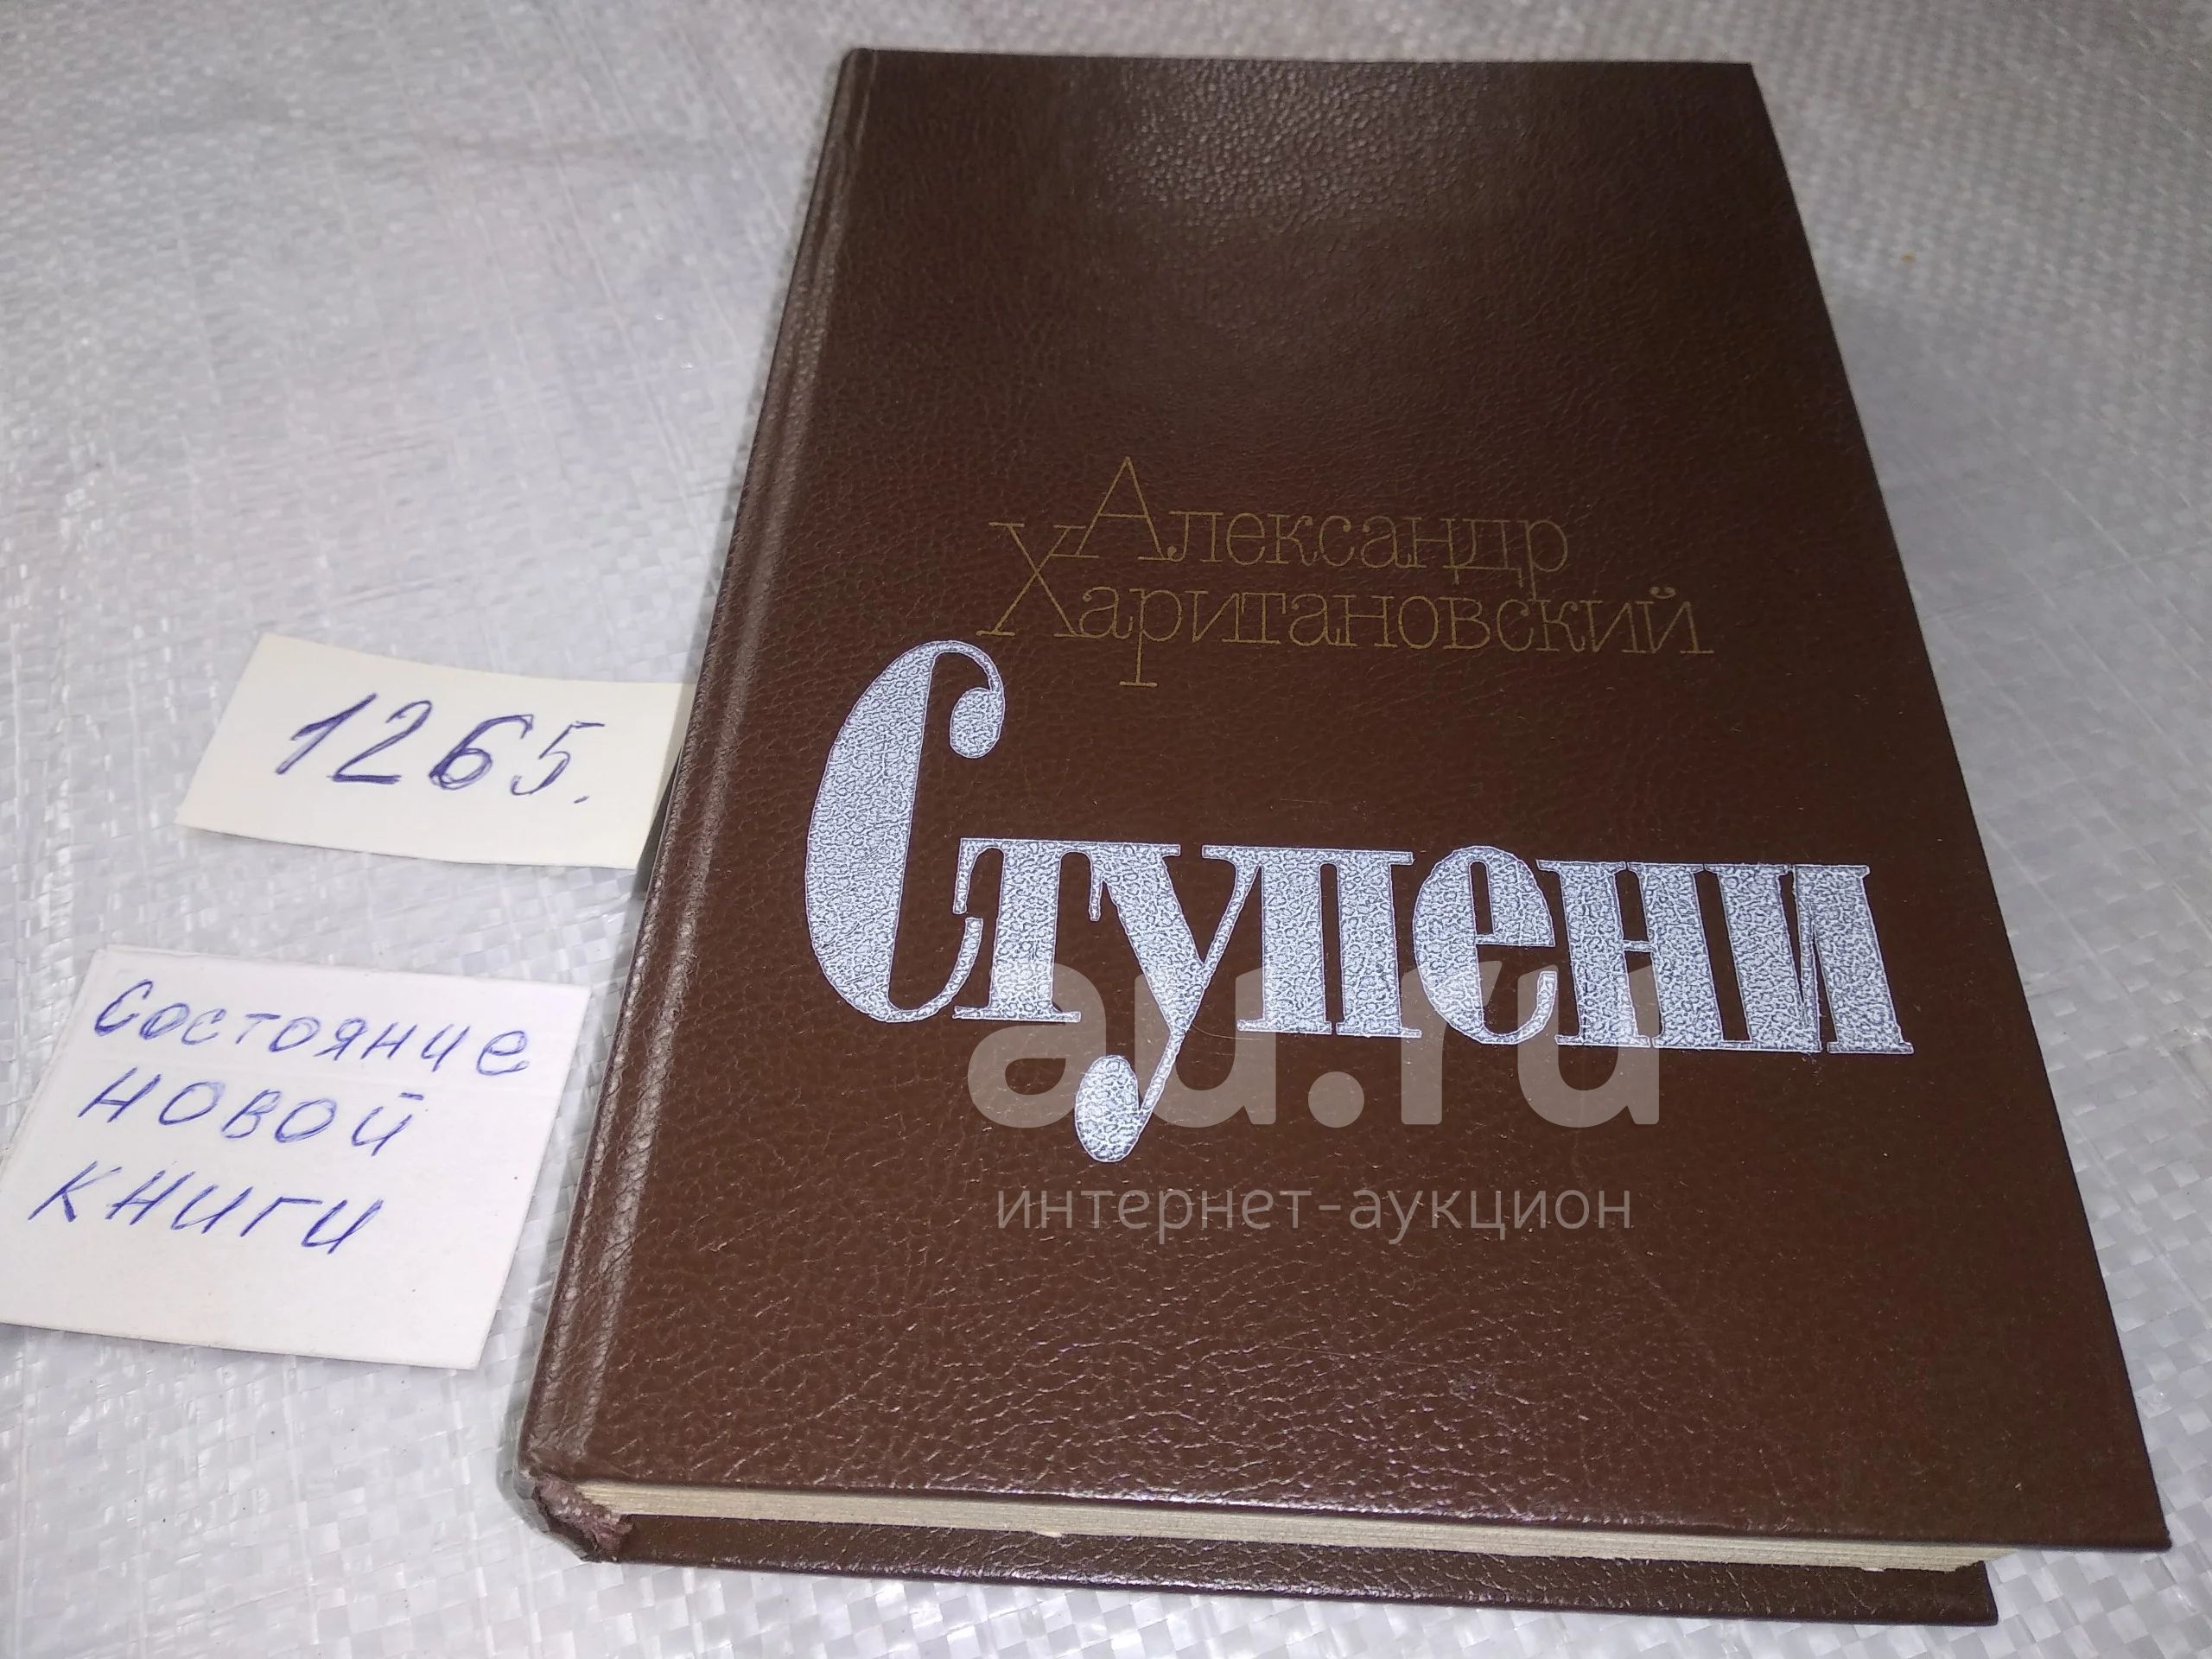 Александр
Харитановский
Ступени
1265.
Состояние
новой
книги
au.ru
интернет-аукцион